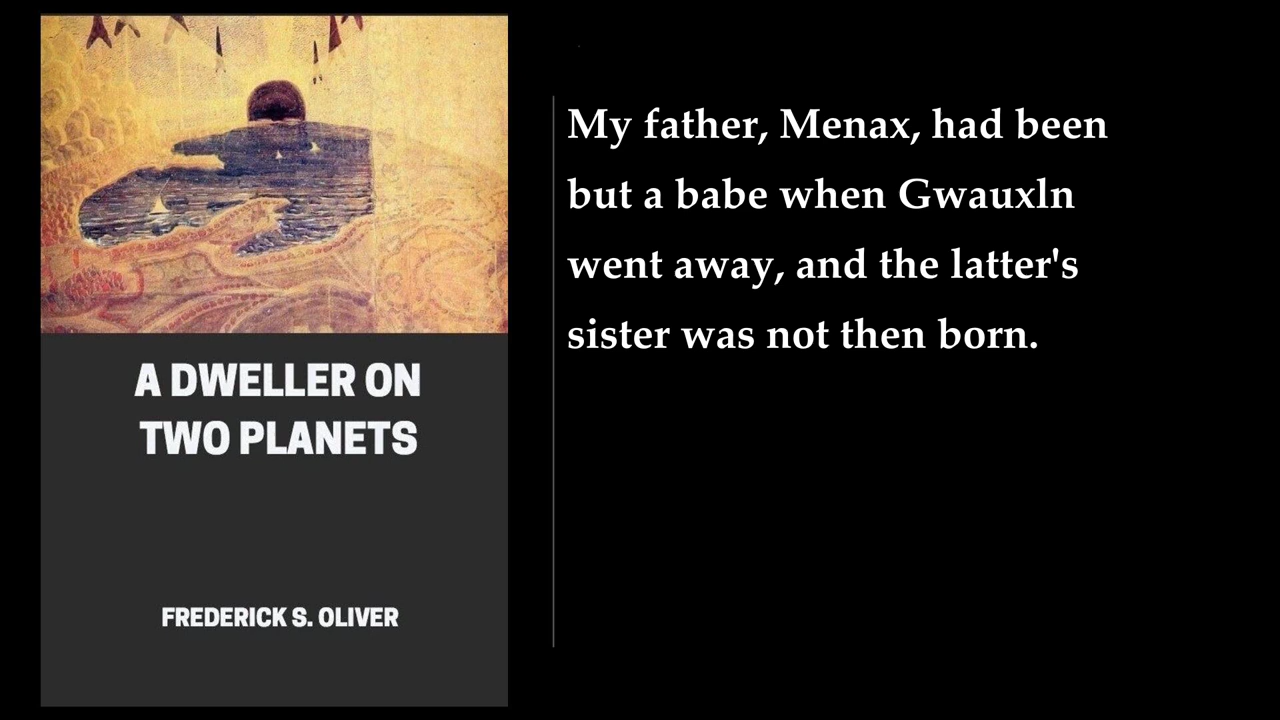 A DWELLER ON
TWO PLANETS
FREDERICK S. OLIVER
My father, Menax, had been
but a babe when Gwauxln
went away, and the latter's
sister was not then born.